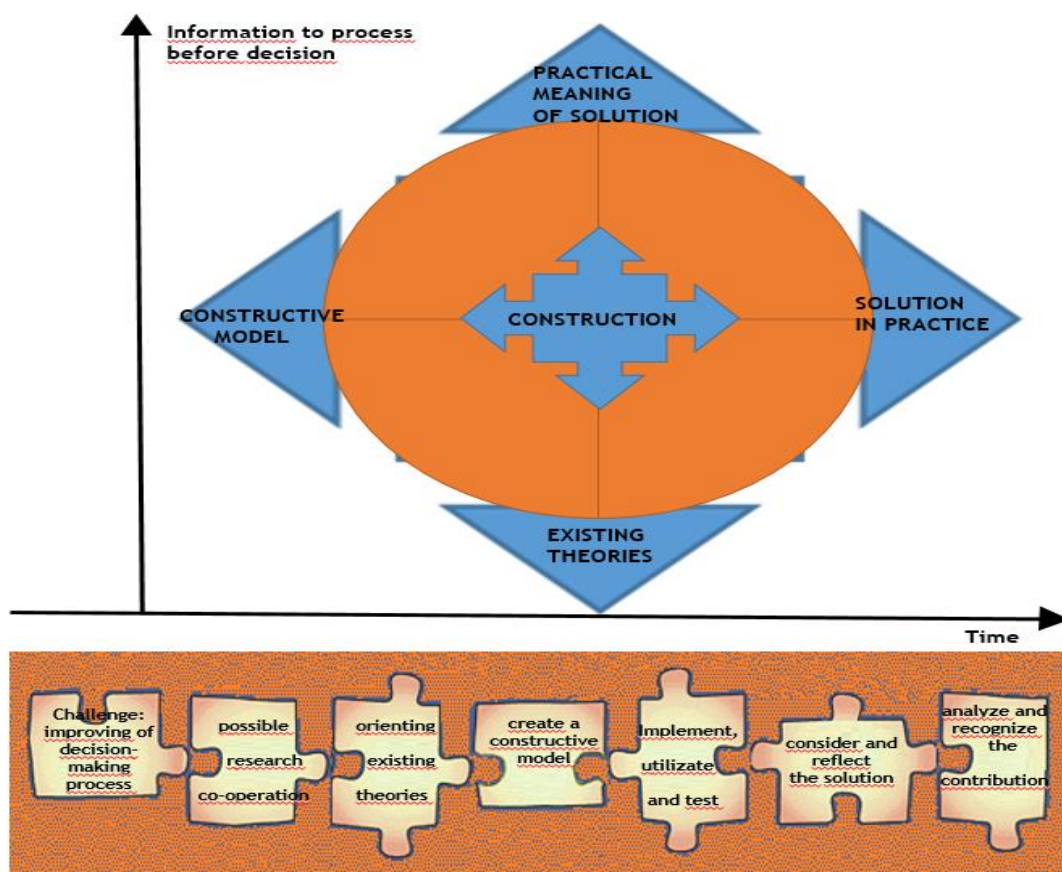 Information to process
before decision
PRACTICAL
MEANING
OF SOLUTION
CONSTRUCTIVE
MODEL
CONSTRUCTION
SOLUTION
IN PRACTICE
EXISTING
THEORIES
Time
Challenge:
improving of
decision-
making
process
possible
research
co-operation
orienting
existing
theories
create a
constructive
model
Implement,
utilizate
and test
consider and
reflect
the solution
analyze and
recognize
the
contribution